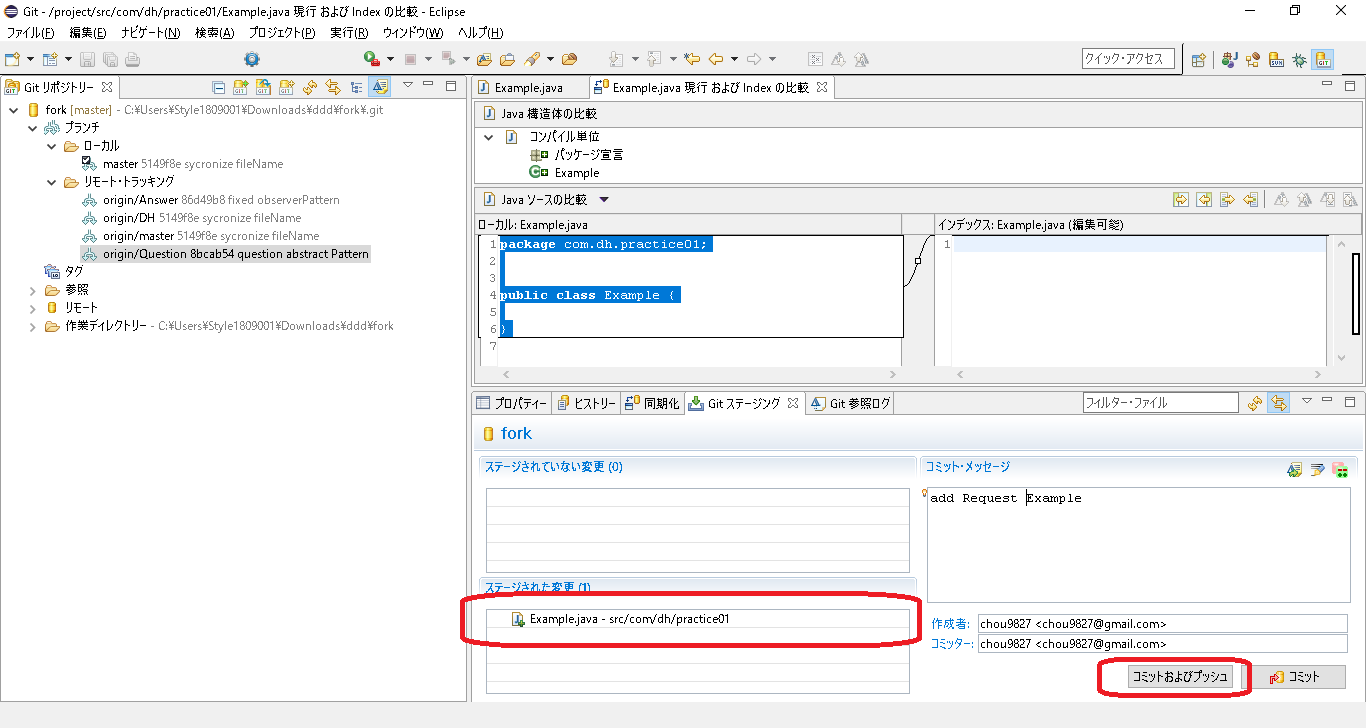 Git - /project/src/com/dh/practice01/Example.java 現行 および Index の比較 - Eclipse
ファイル(F) 編集(E) ナビゲート(N) 検索(A) プロジェクト(P) 実行(R) ウィンドウ(W) ヘルプ(H)
クイック・アクセス
Git リポジトリー
fork [master] - C:¥Users¥Style1809001¥Downloads¥ddd¥fork¥.git
ブランチ
ローカル
master 5149f8e sycronize fileName
リモート・トラッキング
origin/Answer 86d49b8 fixed observerPattern
origin/DH 5149f8e sycronize fileName
origin/master 5149f8e sycronize fileName
origin/Question 8bcab54 question abstract Pattern
タグ
参照
リモート
作業ディレクトリー - C:¥Users¥Style1809001¥Downloads¥ddd¥fork
Example.java Example.java 現行 および Index の比較
Java 構造体の比較
コンパイル単位
パッケージ宣言
Example
Java ソースの比較
ローカル: Example.java インデックス: Example.java (編集可能)
1 package com.dh.practice01; 1
2
3
4 public class Example {
5
6 }
7
プロパティー ヒストリー 同期化 Git ステージング Git 参照ログ フィルター・ファイル
fork
ステージされていない変更 (0)
ステージされた変更 (1)
Example.java - src/com/dh/practice01
コミット・メッセージ
add Request Example
作成者: chou9827 <chou9827@gmail.com>
コミッター: chou9827 <chou9827@gmail.com>
コミットおよびプッシュ コミット